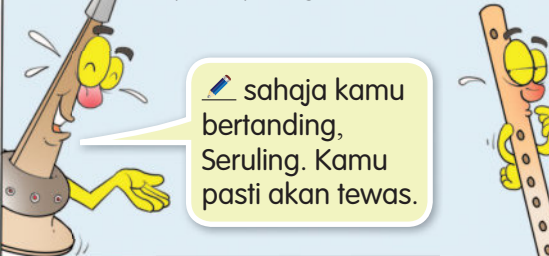 sahaja kamu
bertanding,
Seruling. Kamu
pasti akan tewas.